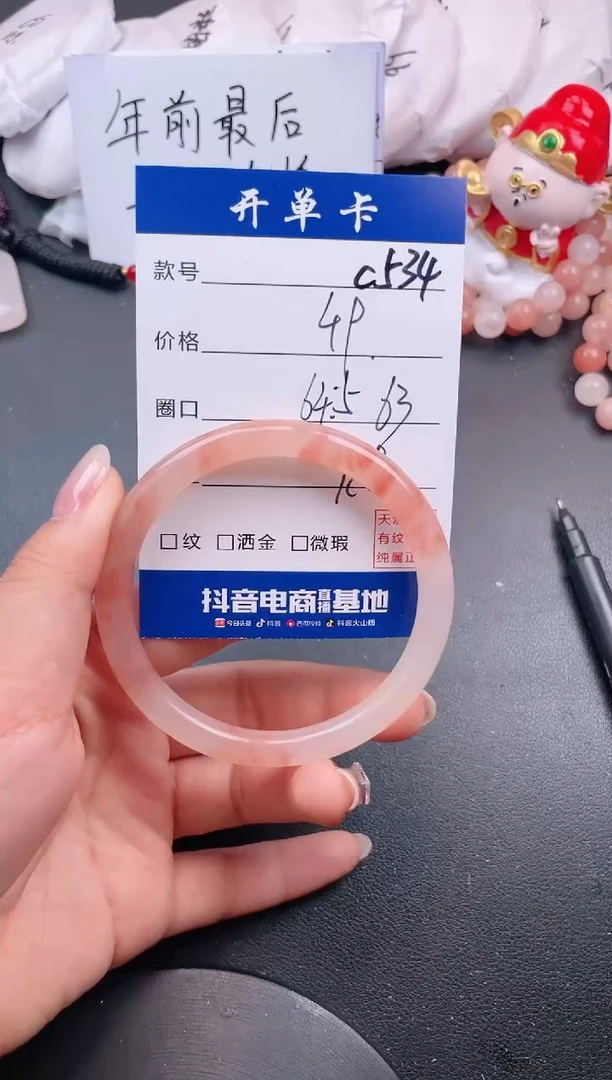 年前最后
开单卡
款号 a534
价格 49.
圈口 64.5 63
□纹 □洒金 □微瑕
天
有纹
纯属正
抖音电商直播基地
今日头条 抖音 西瓜视频 抖音火山版